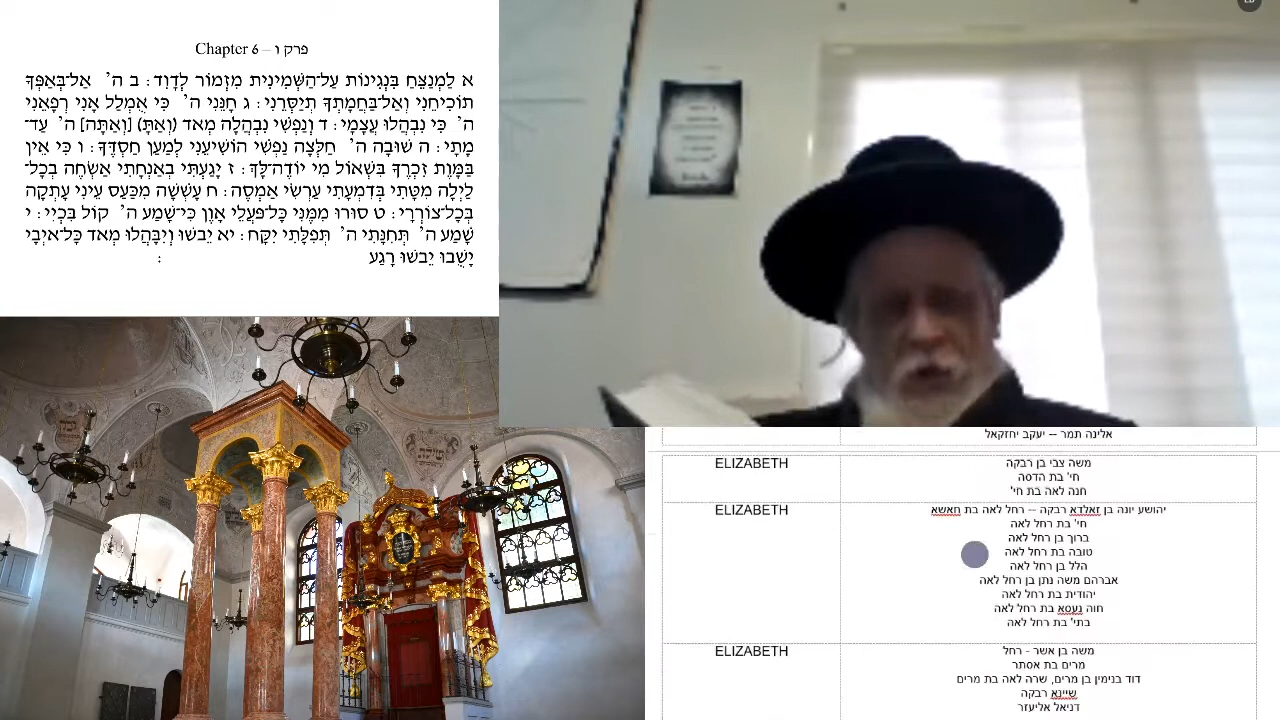 Chapter 6 – פרק ו
א לַמְנַצֵּחַ בִּנְגִינוֹת עַל־הַשְּׁמִינִית מִזְמוֹר לְדָוִד : ב ה' אַל־בְּאַפְּךָ
תוֹכִיחֵנִי וְאַל־בַּחֲמָתְךָ תְיַסְּרֵנִי : ג חָנֵּנִי ה' כִּי אֻמְלַל אָנִי רְפָאֵנִי
ה' כִּי נִבְהֲלוּ עֲצָמָי : ד וְנַפְשִׁי נִבְהֲלָה מְאֹד (וְאַתָּ) [וְאַתָּה] ה' עַד־
מָתָי : ה שׁוּבָה ה' חַלְּצָה נַפְשִׁי הוֹשִׁיעֵנִי לְמַעַן חַסְדֶּךָ : ו כִּי אֵין
בַּמָּוֶת זִכְרֶךָ בִּשְׁאוֹל מִי יוֹדֶה־לָּךְ : ז יָגַעְתִּי בְּאַנְחָתִי אַשְׂחֶה בְכָל־
לַיְלָה מִטָּתִי בְּדִמְעָתִי עַרְשִׂי אַמְסֶה : ח עָשְׁשָׁה מִכַּעַס עֵינִי עָתְקָה
בְּכָל־צוֹרְרָי : ט סוּרוּ מִמֶּנִּי כָּל־פֹּעֲלֵי אָוֶן כִּי־שָׁמַע ה' קוֹל בִּכְיִי : י
שָׁמַע ה' תְּחִנָּתִי ה' תְּפִלָּתִי יִקָּח : יא יֵבֹשׁוּ וְיִבָּהֲלוּ מְאֹד כָּל־אֹיְבָי
יָשֻׁבוּ יֵבֹשׁוּ רָגַע :
אלינה תמר -- יעקב יחזקאל
ELIZABETH
משה צבי בן רבקה
חי' בת הדסה
חנה לאה בת חי'
ELIZABETH
יהושע יונה בן זאלדא רבקה -- רחל לאה בת חאשא
חי' בת רחל לאה
ברוך בן רחל לאה
טובה בת רחל לאה
הלל בן רחל לאה
אברהם משה נתן בן רחל לאה
יהודית בת רחל לאה
חוה נעסא בת רחל לאה
בתי' בת רחל לאה
ELIZABETH
משה בן אשר - רחל
מרים בת אסתר
דוד בנימין בן מרים, שרה לאה בת מרים
שיינא רבקה
דניאל אליעזר